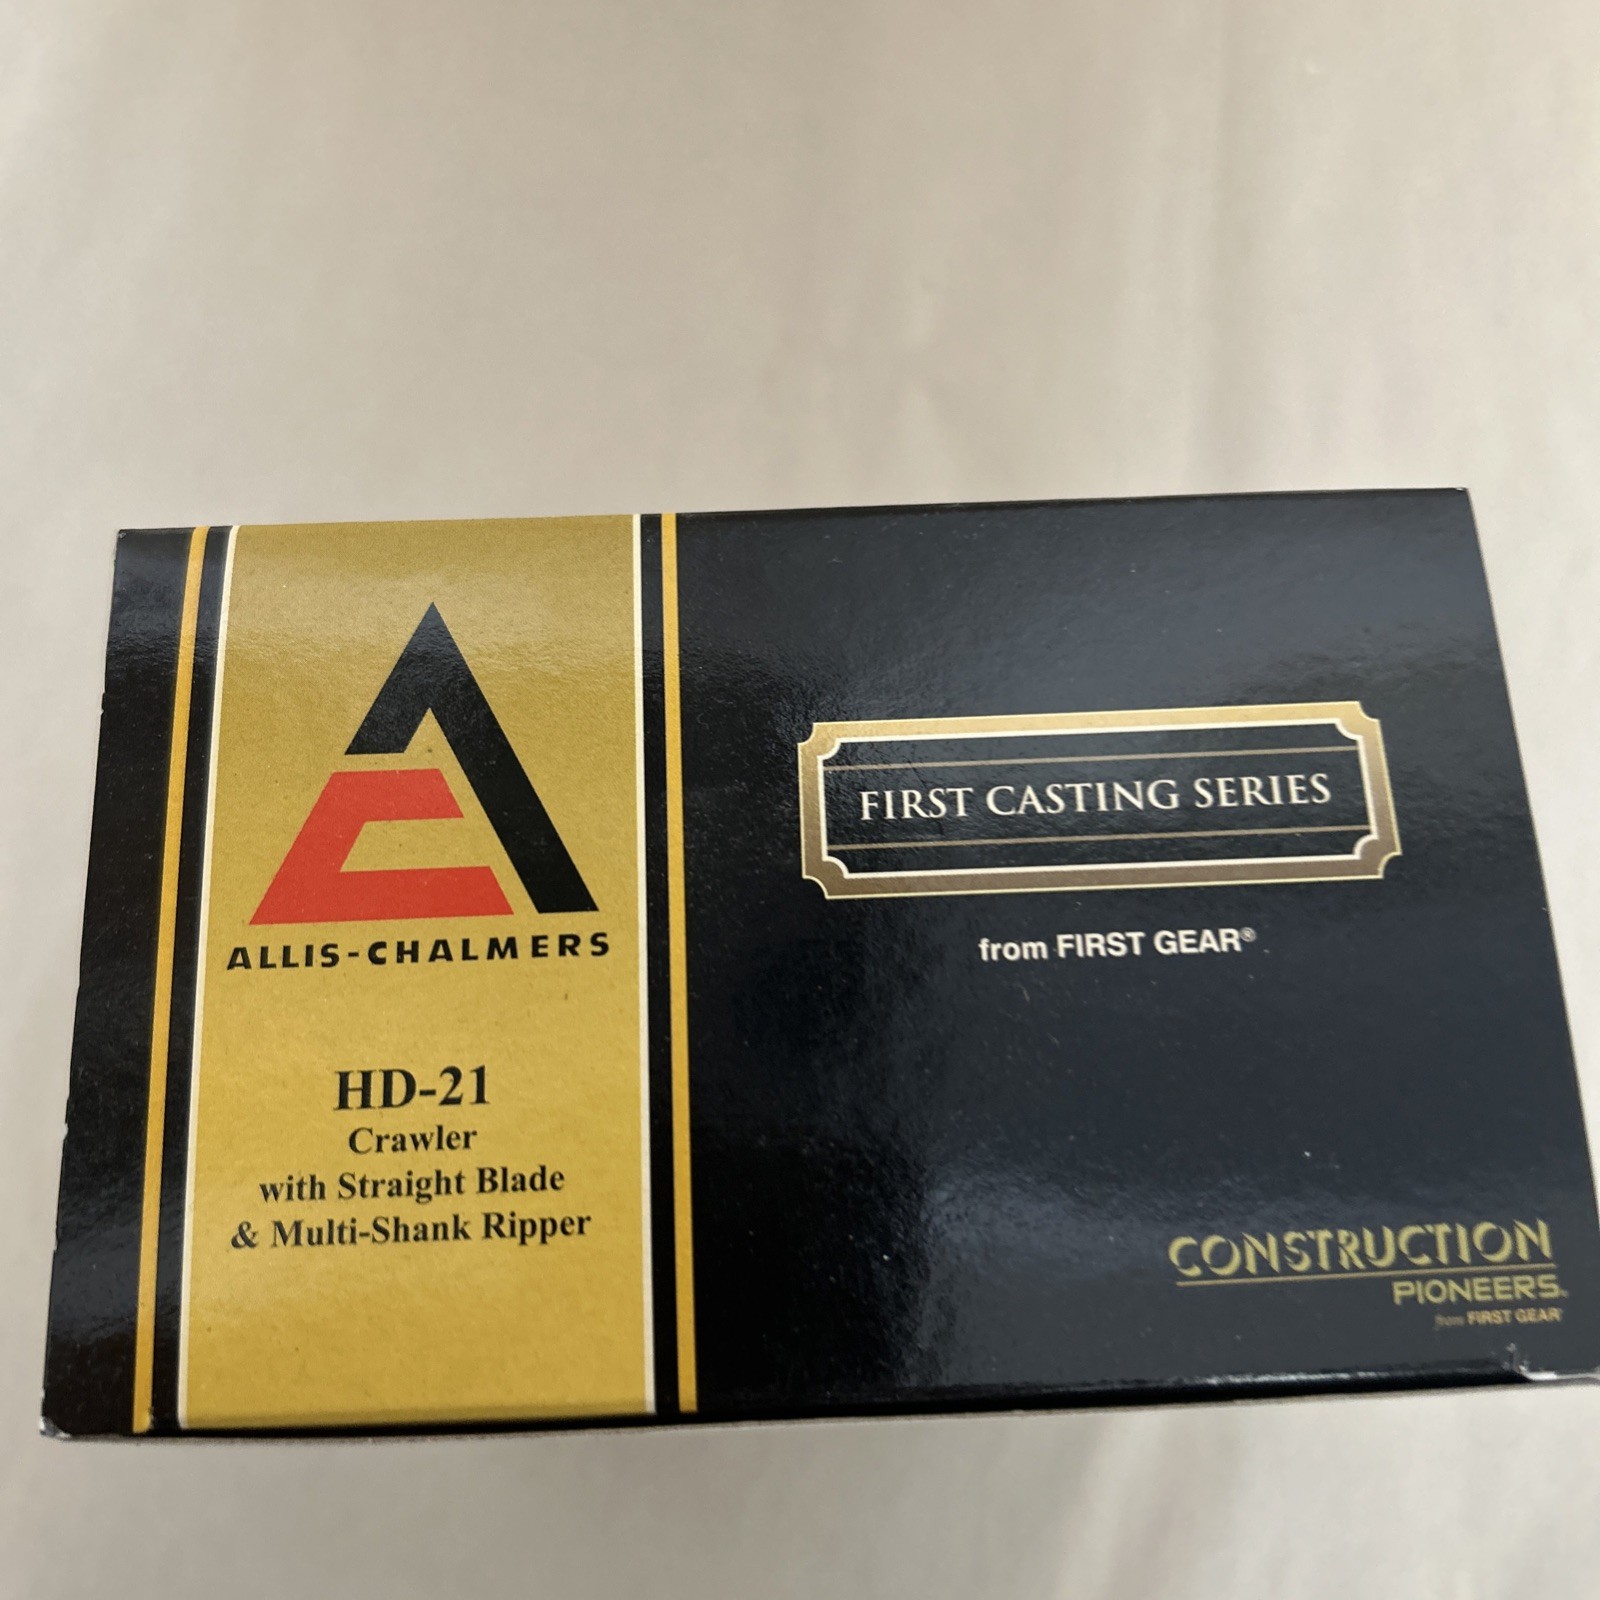 ALLIS-CHALMERS
HD-21
Crawler
with Straight Blade
& Multi-Shank Ripper
FIRST CASTING SERIES
from FIRST GEAR®
CONSTRUCTION
PIONEERS™
from FIRST GEAR